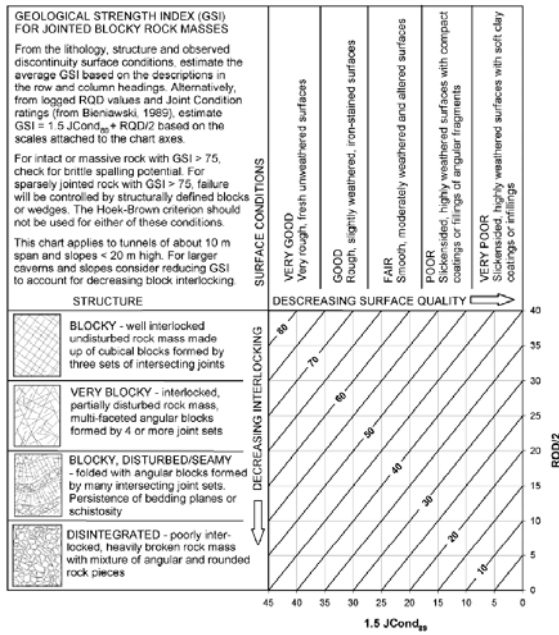 GEOLOGICAL STRENGTH INDEX (GSI)
FOR JOINTED BLOCKY ROCK MASSES
From the lithology, structure and observed
discontinuity surface conditions, estimate the
average GSI based on the descriptions in
the row and column headings. Alternatively,
from logged RQD values and Joint Condition
ratings (from Bieniawski, 1989), estimate
GSI = 1.5 JCond89 + RQD/2 based on the
scales attached to the chart axes.
For intact or massive rock with GSI > 75,
check for brittle spalling potential. For
sparsely jointed rock with GSI > 75, failure
will be controlled by structurally defined blocks
or wedges. The Hoek-Brown criterion should
not be used for either of these conditions.
This chart applies to tunnels of about 10 m
span and slopes < 20 m high. For larger
caverns and slopes consider reducing GSI
to account for decreasing block interlocking.
SURFACE CONDITIONS
VERY GOOD
Very rough, fresh unweathered surfaces
GOOD
Rough, slightly weathered, iron-stained surfaces
FAIR
Smooth, moderately weathered and altered surfaces
POOR
Slickensided, highly weathered surfaces with compact
coatings or fillings of angular fragments
VERY POOR
Slickensided, highly weathered surfaces with soft clay
coatings or infillings
STRUCTURE
DESCREASING SURFACE QUALITY
BLOCKY - well interlocked
undisturbed rock mass made
up of cubical blocks formed by
three sets of intersecting joints
VERY BLOCKY - interlocked,
partially disturbed rock mass,
multi-faceted angular blocks
formed by 4 or more joint sets
BLOCKY, DISTURBED/SEAMY
- folded with angular blocks formed
by many intersecting joint sets.
Persistence of bedding planes or
schistosity
DISINTEGRATED - poorly inter-
locked, heavily broken rock mass
with mixture of angular and rounded
rock pieces
DECREASING INTERLOCKING
80
70
60
50
40
30
20
10
40
35
30
25
20
15
10
5
0
RQD/2
45 40 35 30 25 20 15 10 5 0
1.5 JCond89